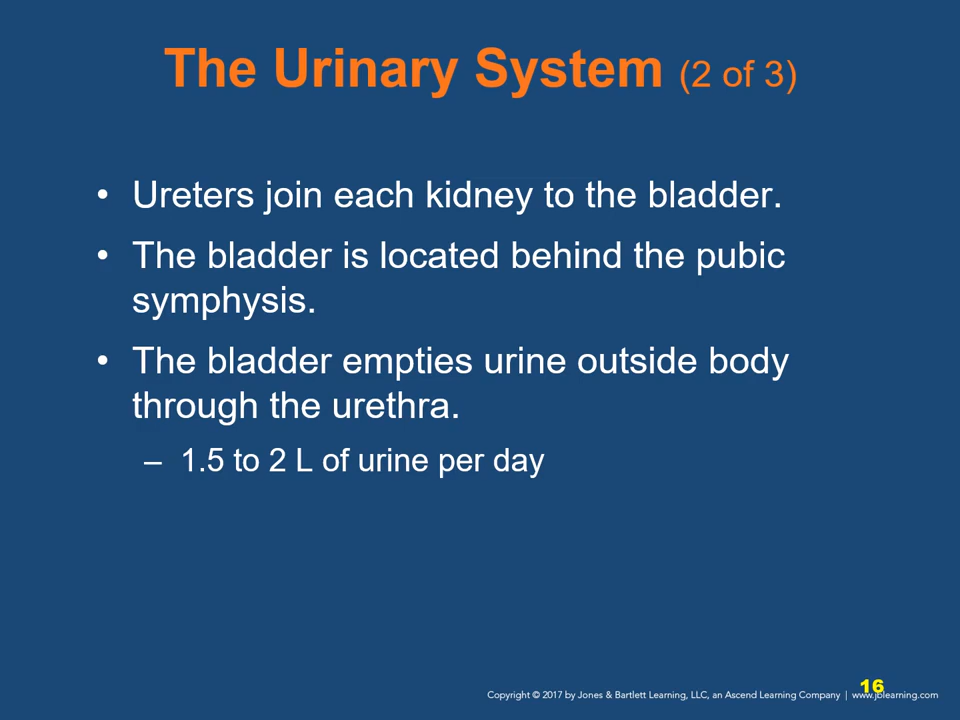 The Urinary System (2 of 3)
• Ureters join each kidney to the bladder.
• The bladder is located behind the pubic
symphysis.
• The bladder empties urine outside body
through the urethra.
– 1.5 to 2 L of urine per day
16
Copyright © 2017 by Jones & Bartlett Learning, LLC, an Ascend Learning Company | www.jblearning.com